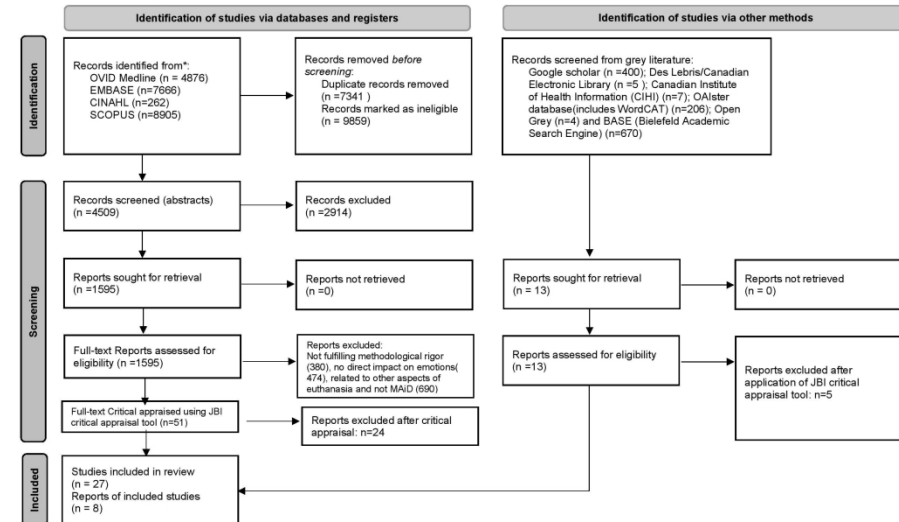 Identification of studies via databases and registers
Identification of studies via other methods
Identification
Records identified from*:
OVID Medline (n = 4876)
EMBASE (n=7666)
CINAHL (n=262)
SCOPUS (n=8905)
Records removed before
screening:
Duplicate records removed
(n =7341 )
Records marked as ineligible
(n = 9859)
Records screened from grey literature:
Google scholar (n =400); Des Lebris/Canadian
Electronic Library (n =5 ); Canadian Institute
of Health Information (CIHI) (n=7); OAIster
database(includes WordCAT) (n=206); Open
Grey (n=4) and BASE (Bielefeld Academic
Search Engine) (n=670)
Screening
Records screened (abstracts)
(n =4509)
Records excluded
(n =2914)
Reports sought for retrieval
(n =1595)
Reports not retrieved
(n =0)
Reports sought for retrieval
(n = 13)
Reports not retrieved
(n = 0)
Full-text Reports assessed for
eligibility (n =1595)
Reports excluded:
Not fulfilling methodological rigor
(380), no direct impact on emotions(
474), related to other aspects of
euthanasia and not MAiD (690)
Reports assessed for eligibility
(n =13)
Reports excluded after
application of JBI critical
appraisal tool: n=5
Full-text Critical appraised using JBI
critical appraisal tool (n=51)
Reports excluded after critical
appraisal: n=24
Included
Studies included in review
(n = 27)
Reports of included studies
(n = 8)